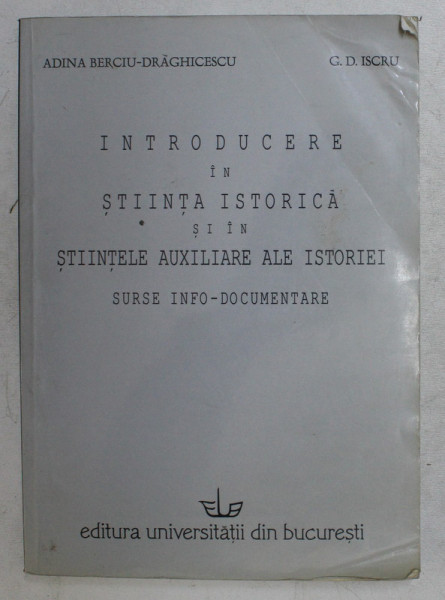 ADINA BERCIU-DRĂGHICESCU G. D. ISCRU
INTRODUCERE
ÎN
ȘTIINȚA ISTORICĂ
ȘI ÎN
ȘTIINȚELE AUXILIARE ALE ISTORIEI
SURSE INFO-DOCUMENTARE
editura universității din bucurești